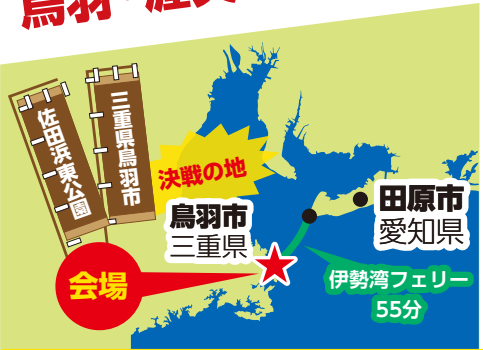 鳥羽
三重県鳥羽市
佐田浜東公園
決戦の地
鳥羽市
三重県
田原市
愛知県
会場
伊勢湾フェリー
55分